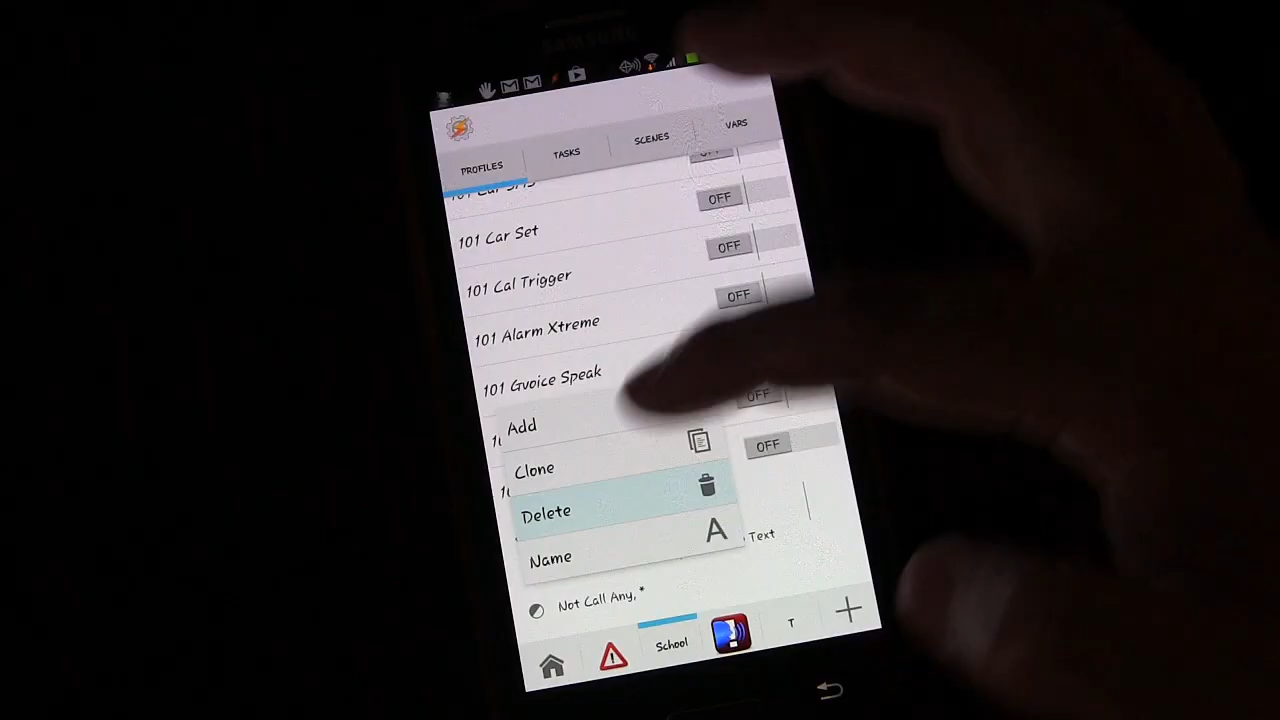 SAMSUNG
PROFILES
TASKS
SCENES
VARS
101 Car SMS
OFF
101 Car Set
OFF
101 Cal Trigger
OFF
101 Alarm Xtreme
OFF
101 Gvoice Speak
OFF
Add
Clone
OFF
Delete
Name
Text
Not Call Any,*
School
T